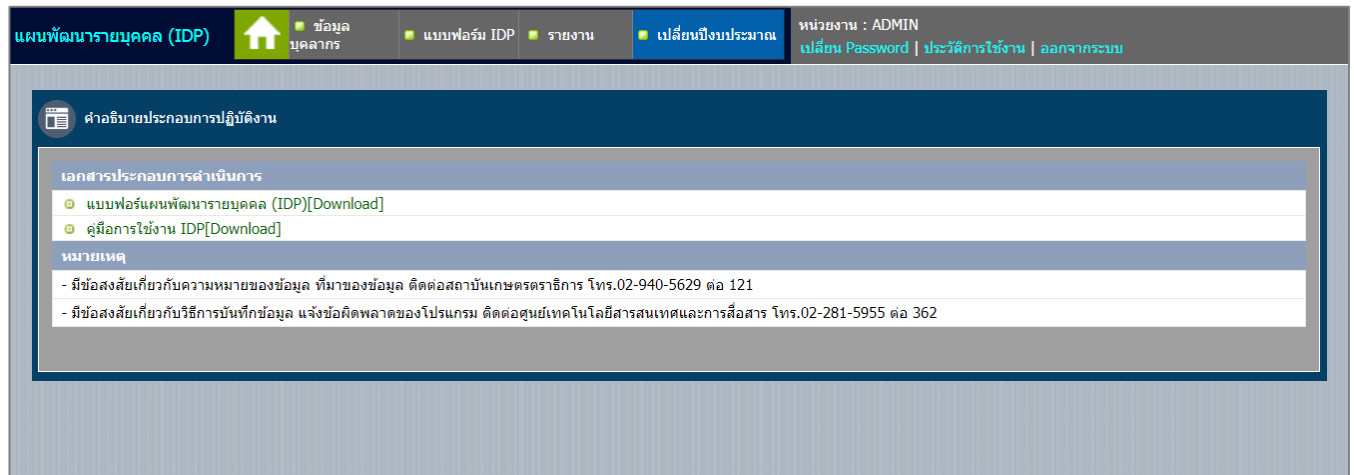 แผนพัฒนารายบุคคล (IDP)
ข้อมูล
บุคลากร
แบบฟอร์ม IDP
รายงาน
เปลี่ยนปีงบประมาณ
หน่วยงาน : ADMIN
เปลี่ยน Password | ประวัติการใช้งาน | ออกจากระบบ
คำอธิบายประกอบการปฏิบัติงาน
เอกสารประกอบการดำเนินการ
แบบฟอร์แผนพัฒนารายบุคคล (IDP)[Download]
คู่มือการใช้งาน IDP[Download]
หมายเหตุ
- มีข้อสงสัยเกี่ยวกับความหมายของข้อมูล ที่มาของข้อมูล ติดต่อสถาบันเกษตรตราธิการ โทร.02-940-5629 ต่อ 121
- มีข้อสงสัยเกี่ยวกับวิธีการบันทึกข้อมูล แจ้งข้อผิดพลาดของโปรแกรม ติดต่อศูนย์เทคโนโลยีสารสนเทศและการสื่อสาร โทร.02-281-5955 ต่อ 362